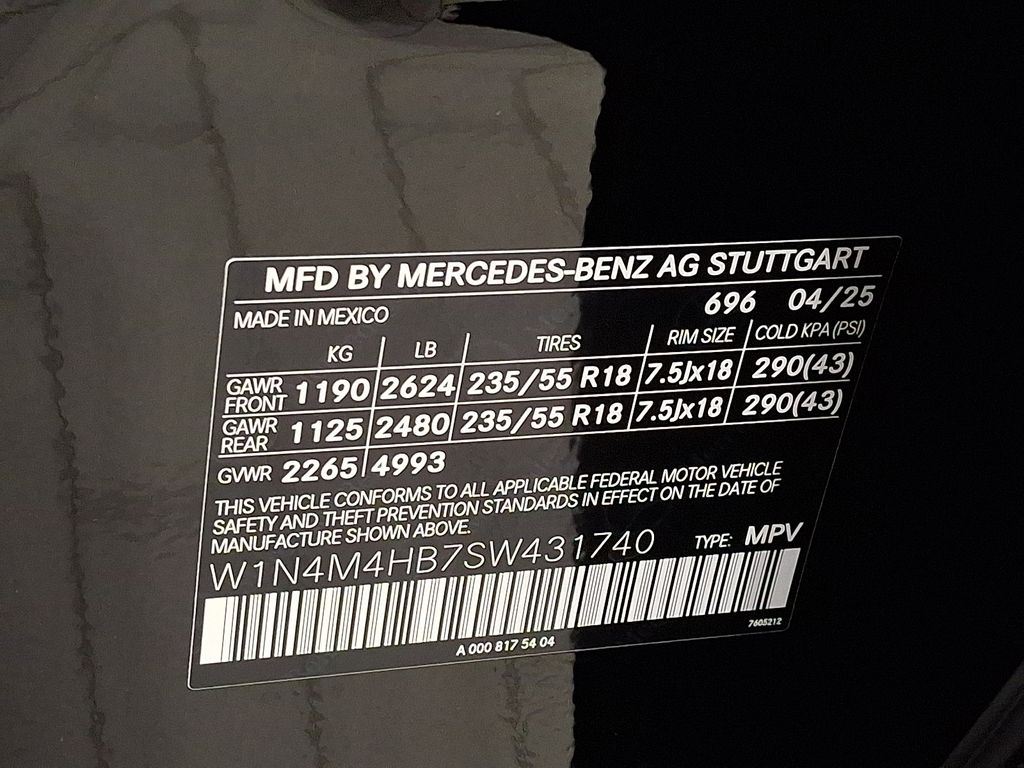 MFD BY MERCEDES-BENZ AG STUTTGART
MADE IN MEXICO 696 04/25
KG LB TIRES RIM SIZE COLD KPA (PSI)
GAWR FRONT 1190 2624 235/55 R18 7.5Jx18 290(43)
GAWR REAR 1125 2480 235/55 R18 7.5Jx18 290(43)
GVWR 2265 4993
THIS VEHICLE CONFORMS TO ALL APPLICABLE FEDERAL MOTOR VEHICLE
SAFETY AND THEFT PREVENTION STANDARDS IN EFFECT ON THE DATE OF
MANUFACTURE SHOWN ABOVE.
W1N4M4HB7SW431740 TYPE: MPV
A 000 817 54 04 7605212